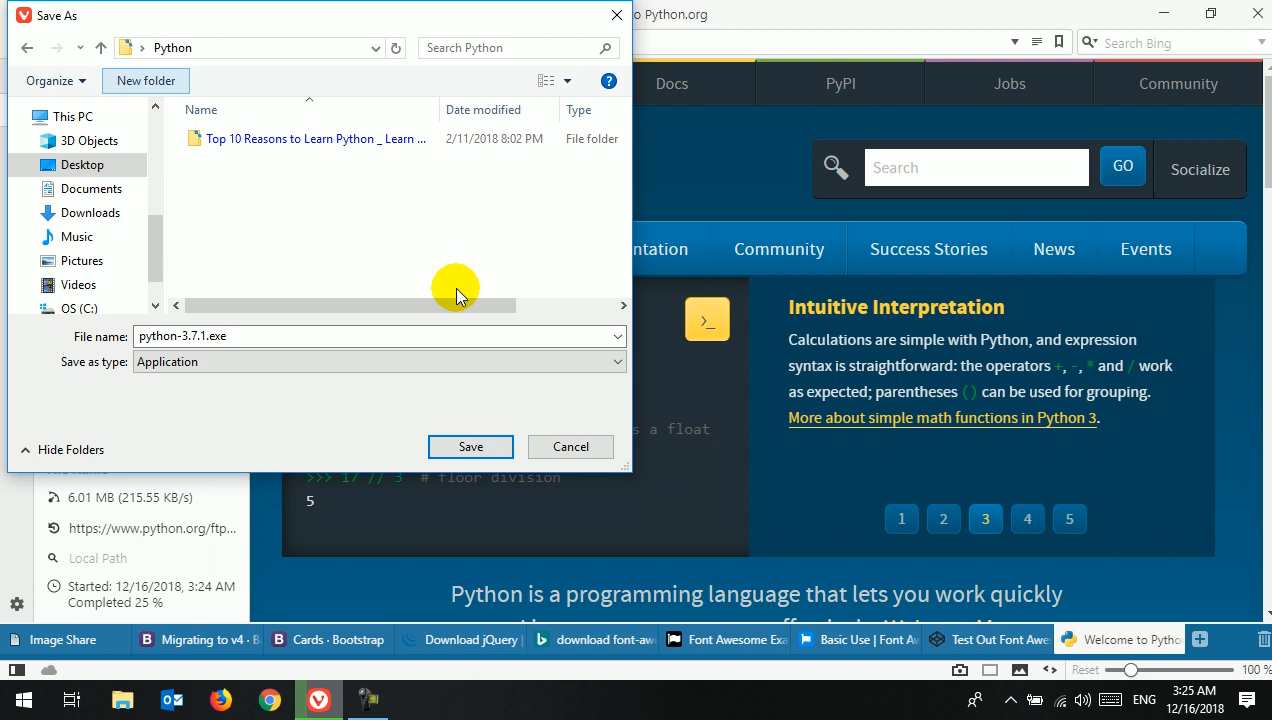 Save As
o Python.org
Python
Search Python
Search Bing
Organize
New folder
Docs
PyPI
Jobs
Community
This PC
3D Objects
Desktop
Documents
Downloads
Music
Pictures
Videos
OS (C:)
Name
Date modified
Type
Top 10 Reasons to Learn Python _ Learn ...
2/11/2018 8:02 PM
File folder
Search
GO
Socialize
ntation
Community
Success Stories
News
Events
File name:
python-3.7.1.exe
Save as type:
Application
Hide Folders
Save
Cancel
>_
Intuitive Interpretation
Calculations are simple with Python, and expression
syntax is straightforward: the operators +, -, * and / work
as expected; parentheses () can be used for grouping.
More about simple math functions in Python 3.
s a float
>>> 17 // 3 # floor division
5
1 2 3 4 5
6.01 MB (215.55 KB/s)
https://www.python.org/ftp...
Local Path
Started: 12/16/2018, 3:24 AM
Completed 25 %
Python is a programming language that lets you work quickly
Image Share
Migrating to v4 · B
Cards · Bootstrap
Download jQuery |
download font-aw
Font Awesome Exa
Basic Use | Font Aw
Test Out Font Awe
Welcome to Pytho
Reset
100 %
ENG
3:25 AM
12/16/2018